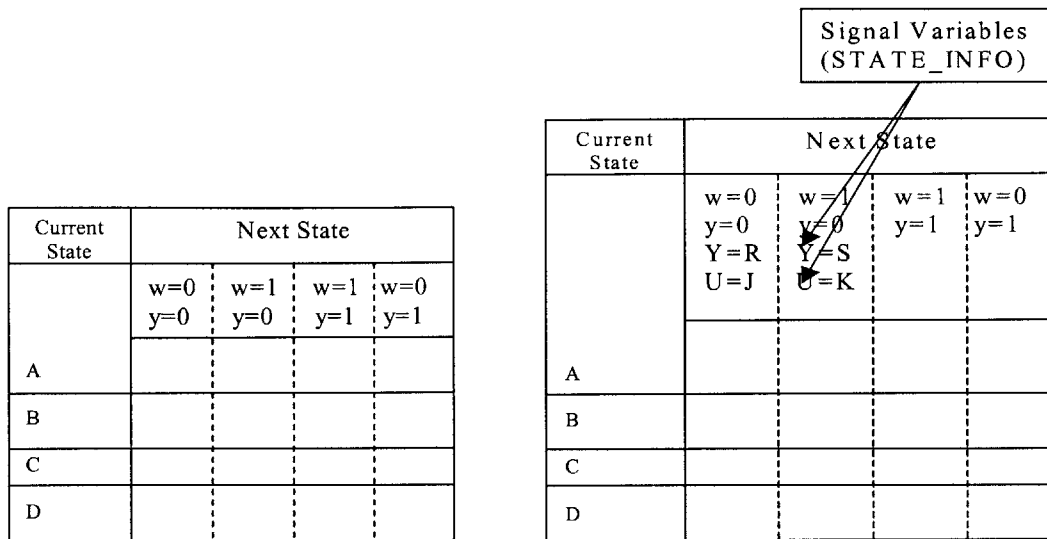 Signal Variables
(STATE_INFO)
Current
State
Next State
w=0 w=1 w=1 w=0
y=0 y=0 y=1 y=1
A
B
C
D
Current
State
Next State
w=0 w=1 w=1 w=0
y=0 y=0 y=1 y=1
Y=R Y=S
U=J U=K
A
B
C
D